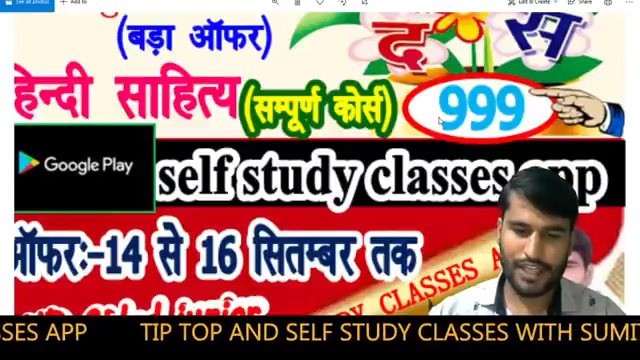 See all photos + Add to Edit & Create Share
(बड़ा ऑफर)
द स
हिन्दी साहित्य (सम्पूर्ण कोर्स) 999
Google Play self study classes app
ऑफर:-14 से 16 सितम्बर तक
CLASSES
SSES APP TIP TOP AND SELF STUDY CLASSES WITH SUMI